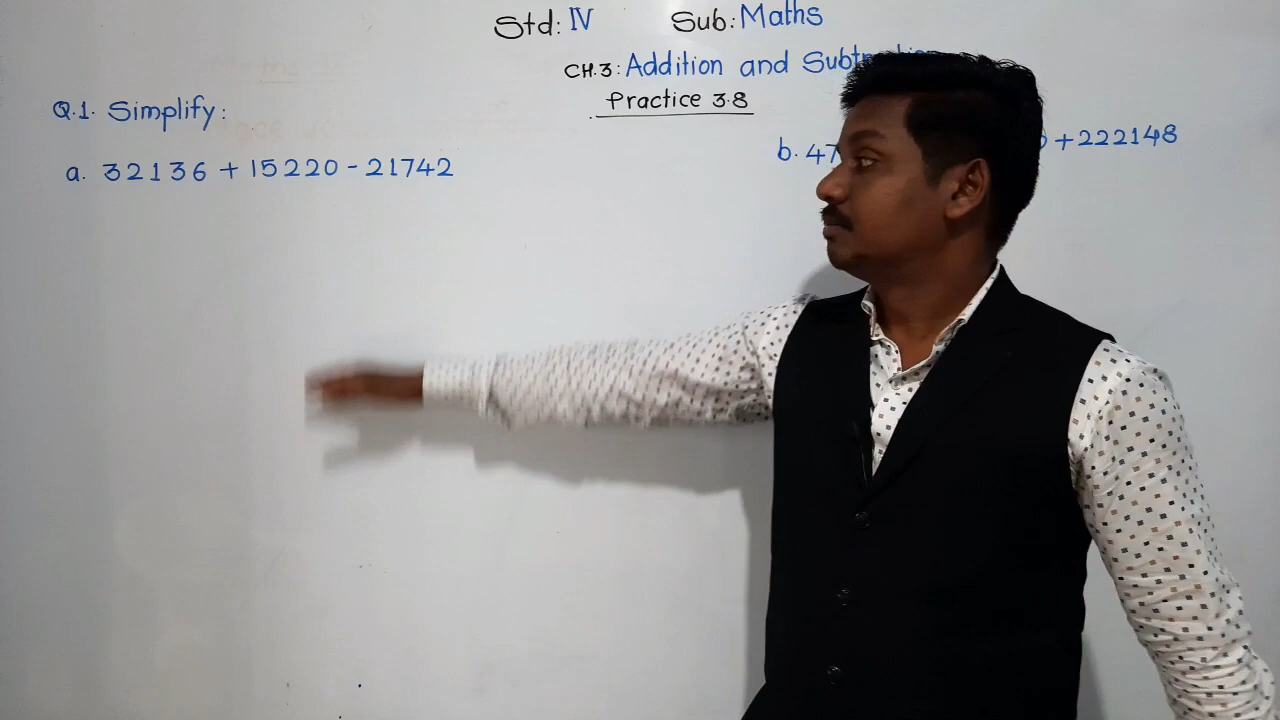 Std: IV Sub: Maths
CH.3: Addition and
Practice 3.8
Q.1. Simplify:
a. 32136 + 15220 - 21742
b. 47 +222148